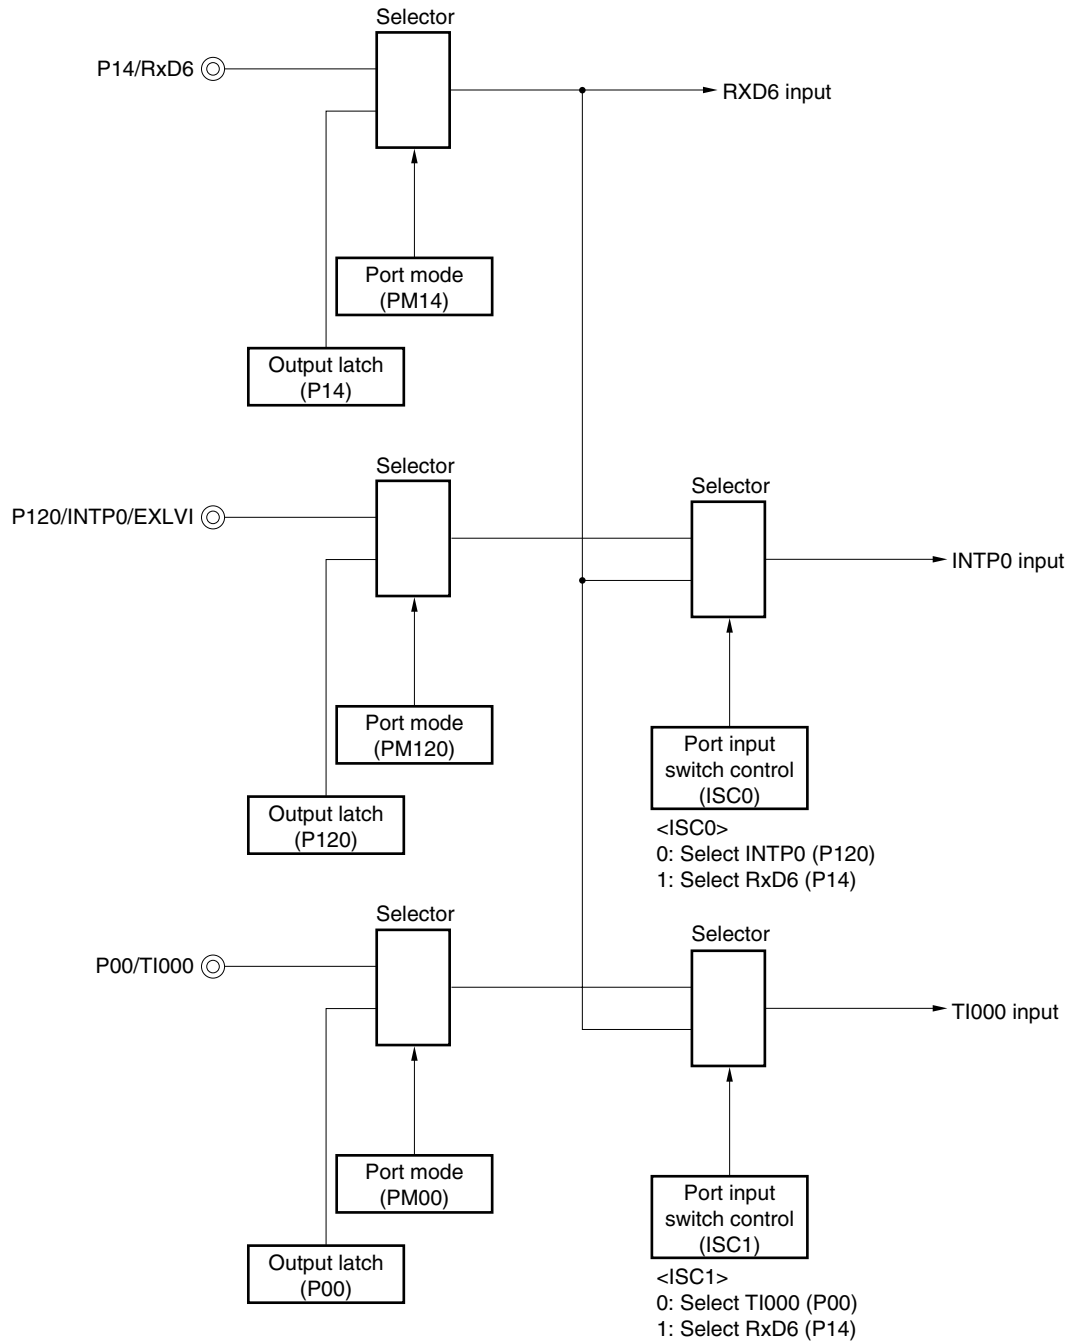 Selector
P14/RxD6
RXD6 input
Port mode
(PM14)
Output latch
(P14)
Selector
P120/INTP0/EXLVI
Selector
INTP0 input
Port mode
(PM120)
Output latch
(P120)
Port input
switch control
(ISC0)
<ISC0>
0: Select INTP0 (P120)
1: Select RxD6 (P14)
Selector
P00/TI000
Selector
TI000 input
Port mode
(PM00)
Output latch
(P00)
Port input
switch control
(ISC1)
<ISC1>
0: Select TI000 (P00)
1: Select RxD6 (P14)